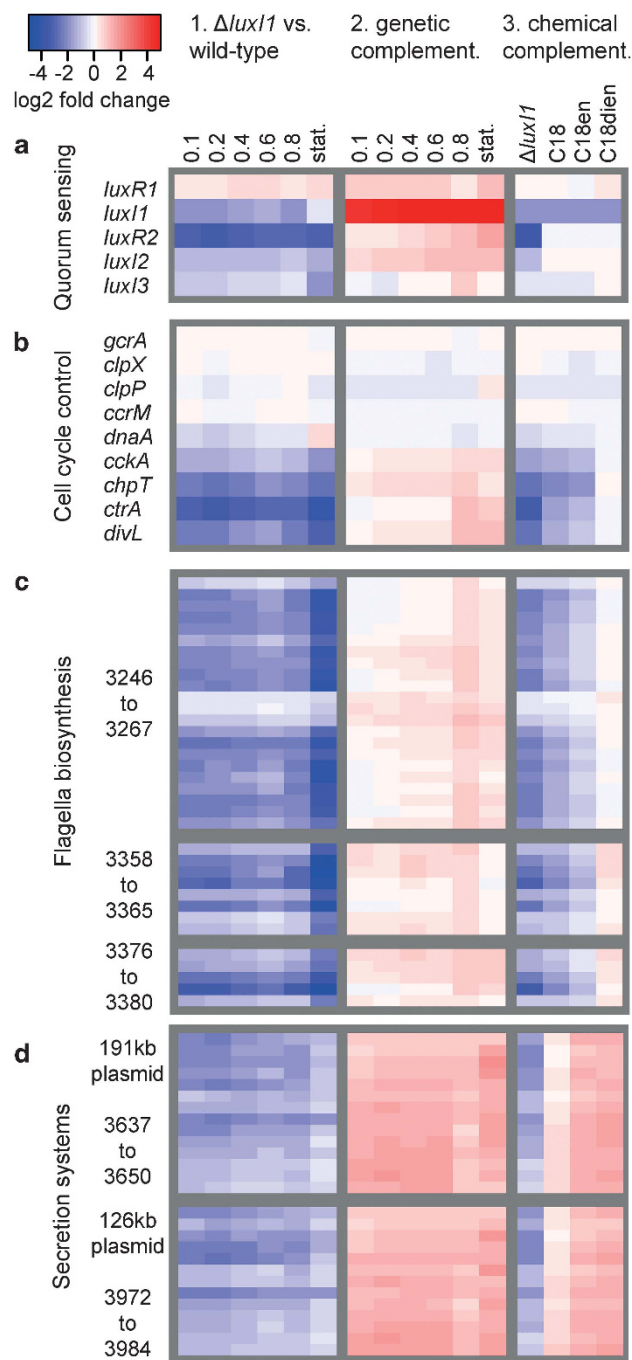 -4 -2 0 2 4
log2 fold change
1. ΔluxI1 vs.
wild-type
2. genetic
complement.
3. chemical
complement.
0.1 0.2 0.4 0.6 0.8 stat.
0.1 0.2 0.4 0.6 0.8 stat.
ΔluxI1 C18 C18en C18dien
a
Quorum sensing
luxR1
luxI1
luxR2
luxI2
luxI3
b
Cell cycle control
gcrA
clpX
clpP
ccrM
dnaA
cckA
chpT
ctrA
divL
c
Flagella biosynthesis
3246
to
3267
3358
to
3365
3376
to
3380
d
Secretion systems
191kb
plasmid
3637
to
3650
126kb
plasmid
3972
to
3984